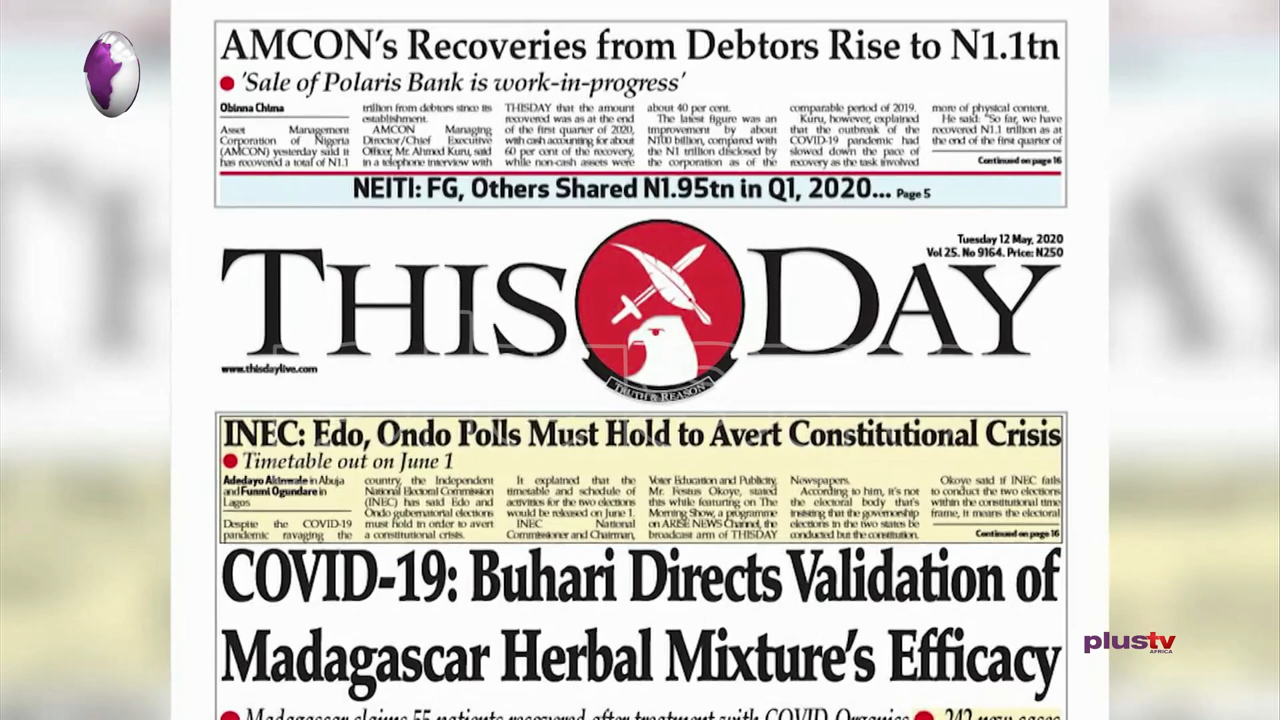 AMCON's Recoveries from Debtors Rise to N1.1tn
'Sale of Polaris Bank is work-in-progress'
Obinna Chima
Asset Management
Corporation of Nigeria
(AMCON) yesterday said it
has recovered a total of N1.1
trillion from debtors since its
establishment.
AMCON Managing
Director/Chief Executive
Officer, Mr. Ahmed Kuru, said
in a telephone interview with
THISDAY that the amount
recovered was as at the end
of the first quarter of 2020,
with cash accounting for about
60 per cent of the recovery,
while non-cash assets were
about 40 per cent.
The latest figure was an
improvement by about
N100 billion, compared with
the N1 trillion disclosed by
the corporation as of the
comparable period of 2019.
Kuru, however, explained
that the outbreak of the
COVID-19 pandemic had
slowed down the pace of
recovery as the task involved
more of physical content.
He said: "So far, we have
recovered N1.1 trillion as at
the end of the first quarter of
Continued on page 16
NEITI: FG, Others Shared N1.95tn in Q1, 2020... Page 5
THISDAY
Tuesday 12 May, 2020
Vol 25. No 9164. Price: N250
www.thisdaylive.com
TRUTH & REASON
INEC: Edo, Ondo Polls Must Hold to Avert Constitutional Crisis
Timetable out on June 1
Adedayo Akinwale in Abuja
and Funmi Ogundare in
Lagos
Despite the COVID-19
pandemic ravaging the
country, the Independent
National Electoral Commission
(INEC) has said Edo and
Ondo gubernatorial elections
must hold in order to avert
a constitutional crisis.
It explained that the
timetable and schedule of
activities for the two elections
would be released on June 1.
INEC National
Commissioner and Chairman,
Voter Education and Publicity,
Mr. Festus Okoye, stated
this while featuring on The
Morning Show, a programme
on ARISE NEWS Channel, the
broadcast arm of THISDAY
Newspapers.
According to him, it's not
the electoral body that's
insisting that the governorship
elections in the two states be
conducted but the constitution.
Okoye said if INEC fails
to conduct the two elections
within the constitutional time
frame, it means the electoral
Continued on page 16
COVID-19: Buhari Directs Validation of
Madagascar Herbal Mixture's Efficacy
Madagascar claims 55 patients recovered after treatment with COVID Organics 242 new cases
plustv
AFRICA